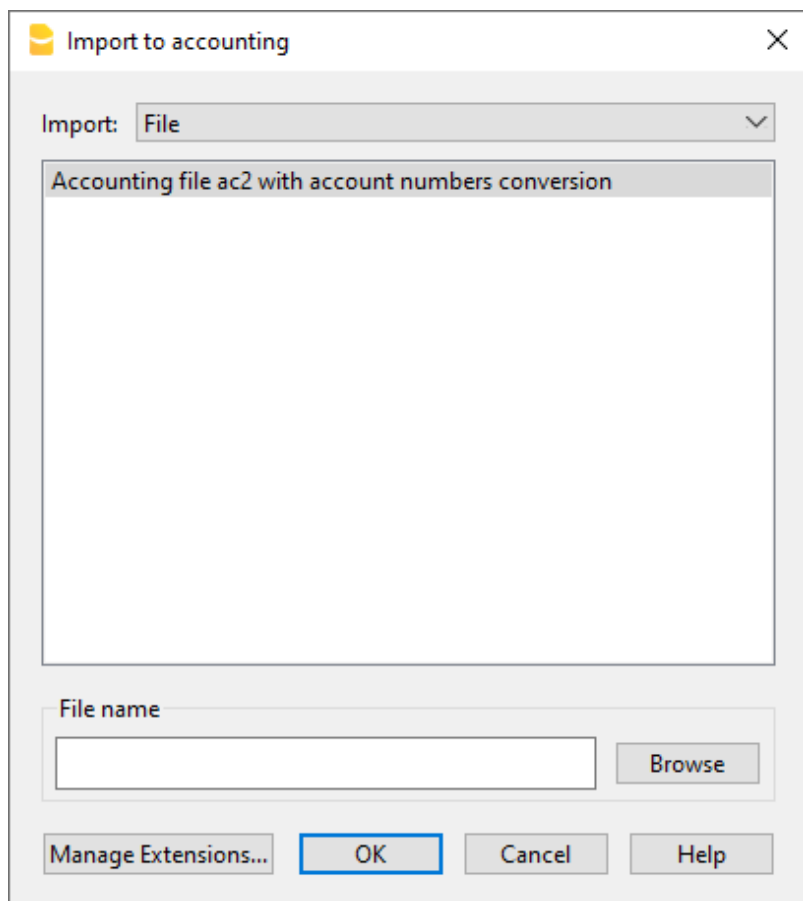 Import to accounting
Import: File
Accounting file ac2 with account numbers conversion
File name
Browse
Manage Extensions... OK Cancel Help